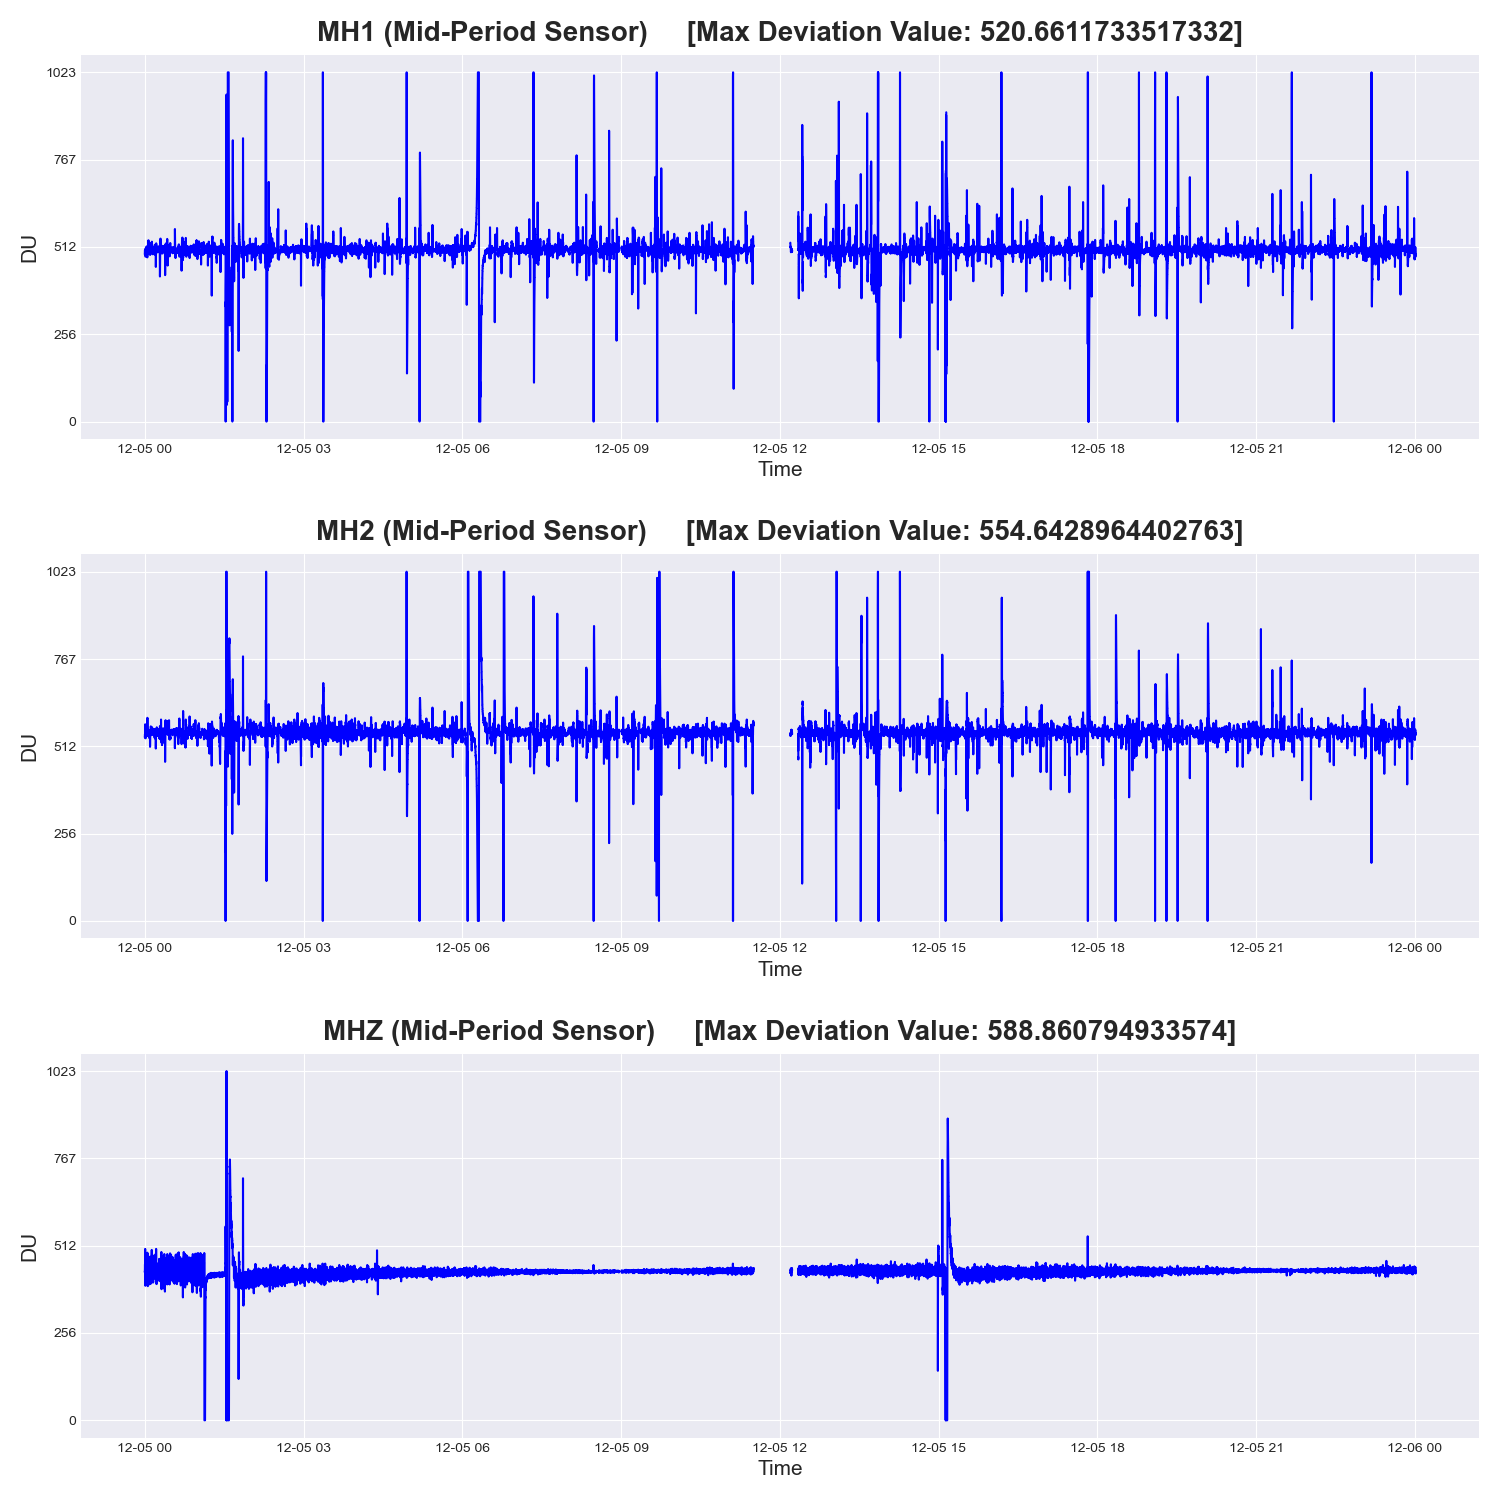 MH1 (Mid-Period Sensor) [Max Deviation Value: 520.6611733517332]
1023
767
512
256
0
DU
12-05 00 12-05 03 12-05 06 12-05 09 12-05 12 12-05 15 12-05 18 12-05 21 12-06 00
Time
MH2 (Mid-Period Sensor) [Max Deviation Value: 554.6428964402763]
1023
767
512
256
0
DU
12-05 00 12-05 03 12-05 06 12-05 09 12-05 12 12-05 15 12-05 18 12-05 21 12-06 00
Time
MHZ (Mid-Period Sensor) [Max Deviation Value: 588.860794933574]
1023
767
512
256
0
DU
12-05 00 12-05 03 12-05 06 12-05 09 12-05 12 12-05 15 12-05 18 12-05 21 12-06 00
Time